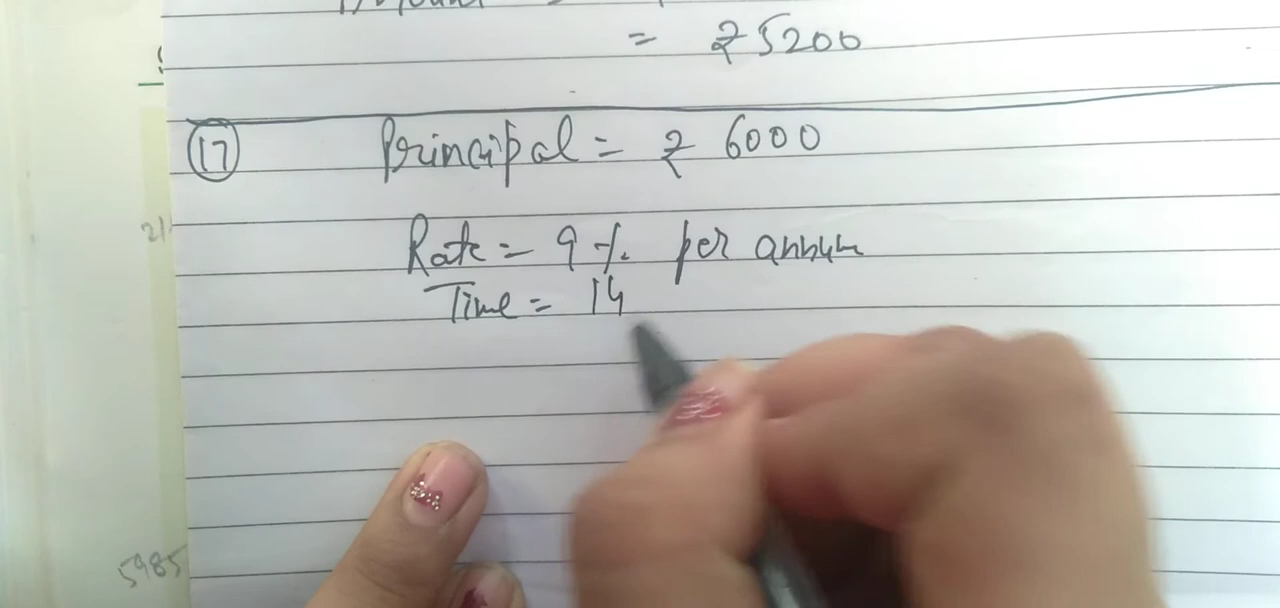 = ₹5200
17 Principal = ₹ 6000
Rate = 9 % per annum
Time = 14
5985